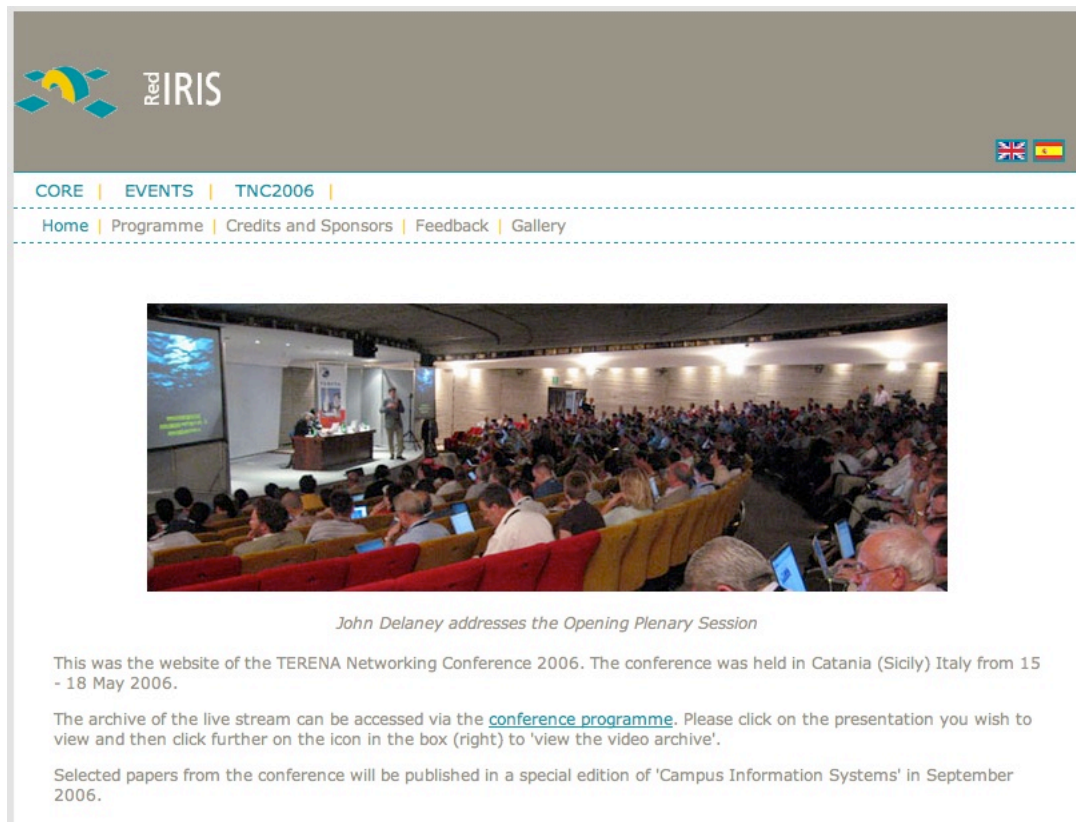 Red IRIS
CORE | EVENTS | TNC2006 |
Home | Programme | Credits and Sponsors | Feedback | Gallery
TERENA
John Delaney addresses the Opening Plenary Session
This was the website of the TERENA Networking Conference 2006. The conference was held in Catania (Sicily) Italy from 15
- 18 May 2006.
The archive of the live stream can be accessed via the conference programme. Please click on the presentation you wish to
view and then click further on the icon in the box (right) to 'view the video archive'.
Selected papers from the conference will be published in a special edition of 'Campus Information Systems' in September
2006.